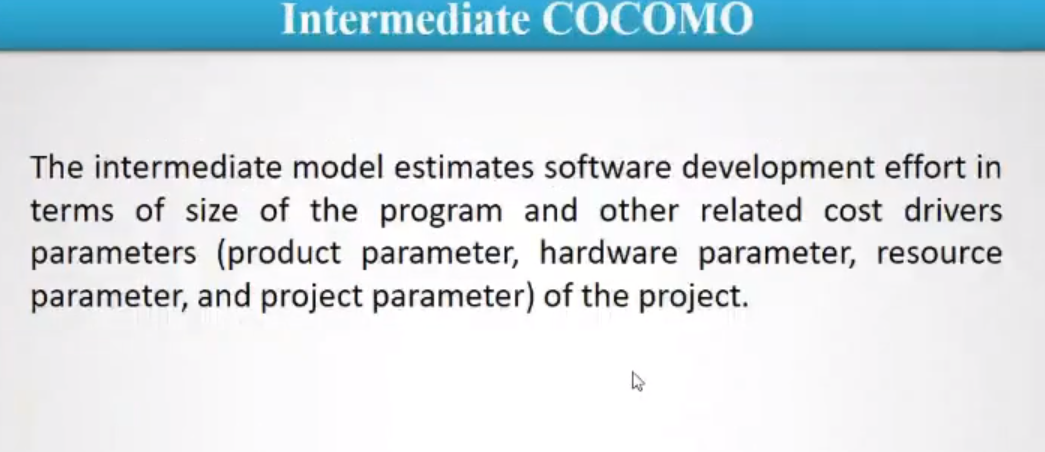 Intermediate COCOMO
The intermediate model estimates software development effort in
terms of size of the program and other related cost drivers
parameters (product parameter, hardware parameter, resource
parameter, and project parameter) of the project.